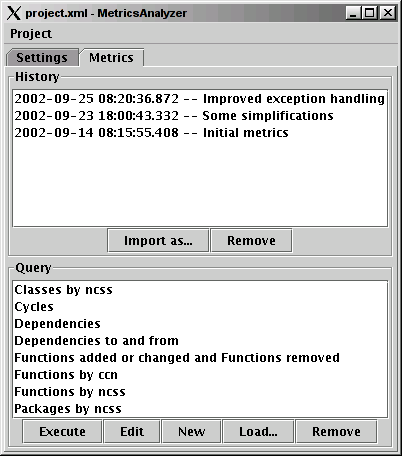 project.xml - MetricsAnalyzer
Project
Settings Metrics
History
2002-09-25 08:20:36.872 -- Improved exception handling
2002-09-23 18:00:43.332 -- Some simplifications
2002-09-14 08:15:55.408 -- Initial metrics
Import as... Remove
Query
Classes by ncss
Cycles
Dependencies
Dependencies to and from
Functions added or changed and Functions removed
Functions by ccn
Functions by ncss
Packages by ncss
Execute Edit New Load... Remove